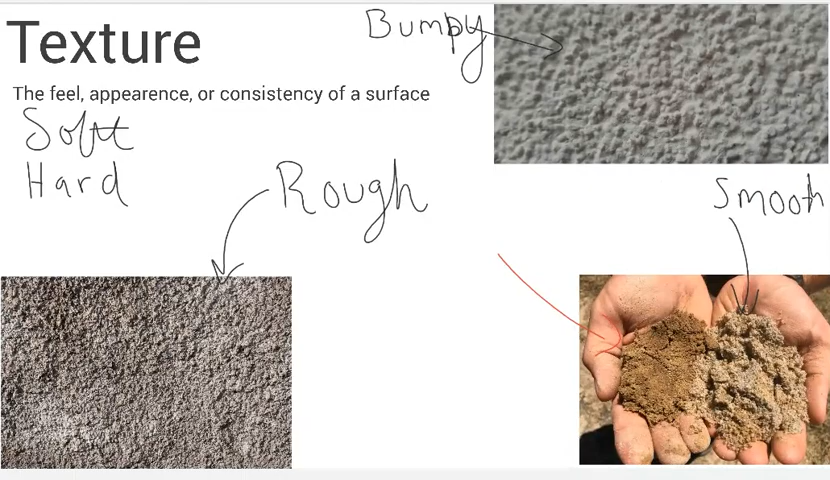 Texture
Bumpy
The feel, appearence, or consistency of a surface
Soft
Hard
Rough
Smooth